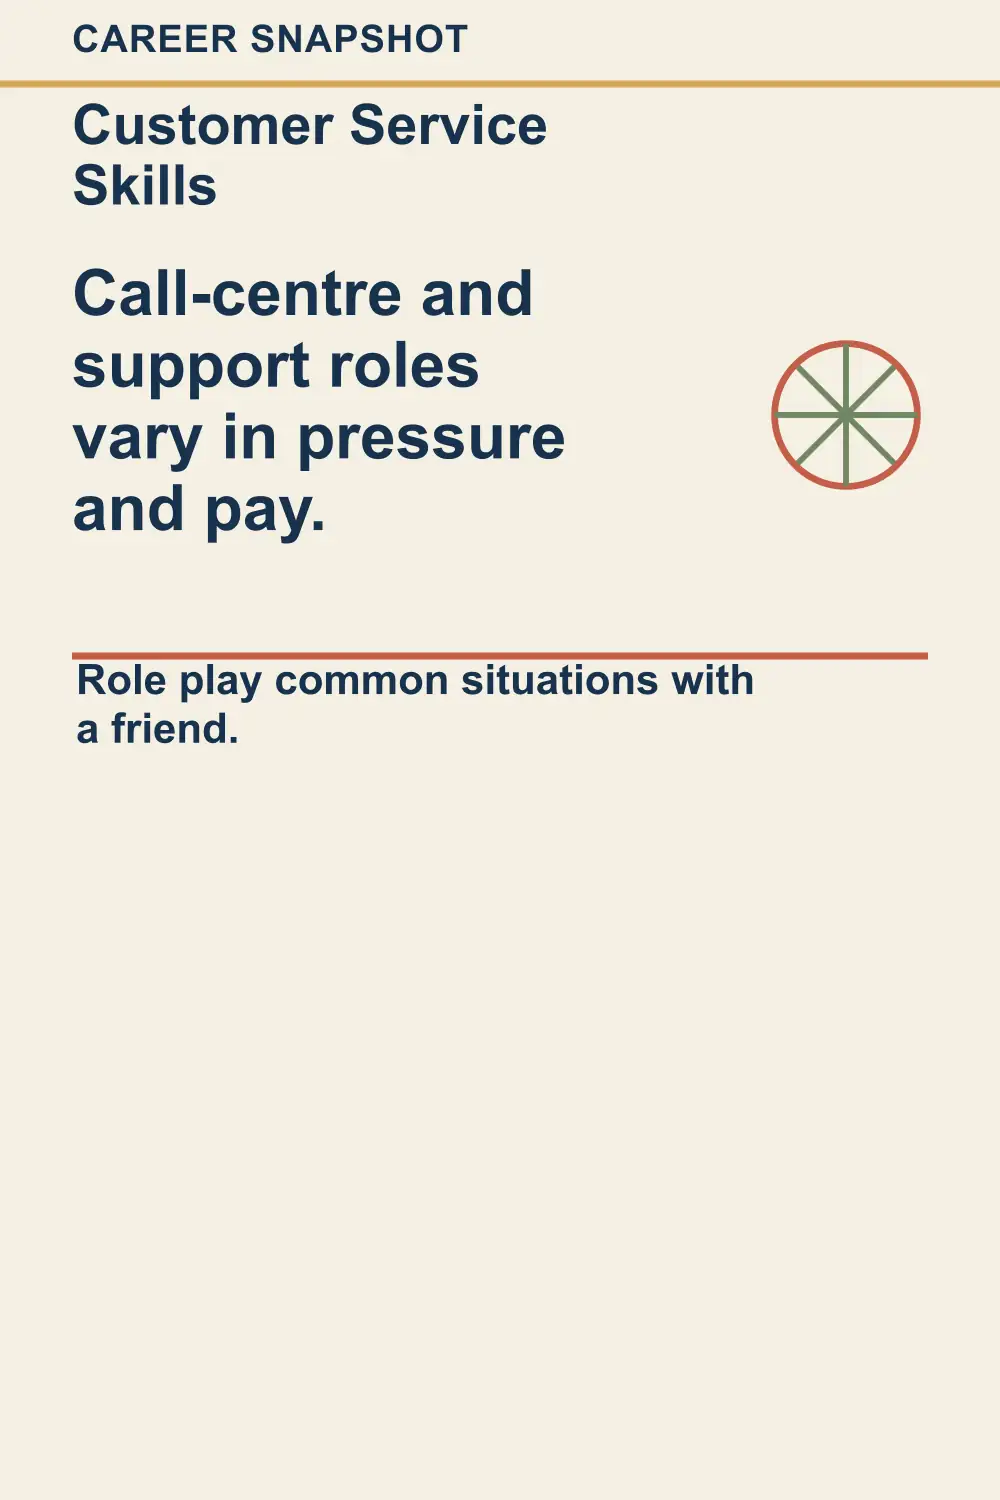 CAREER SNAPSHOT
Customer Service
Skills
Call-centre and
support roles
vary in pressure
and pay.
Role play common situations with
a friend.